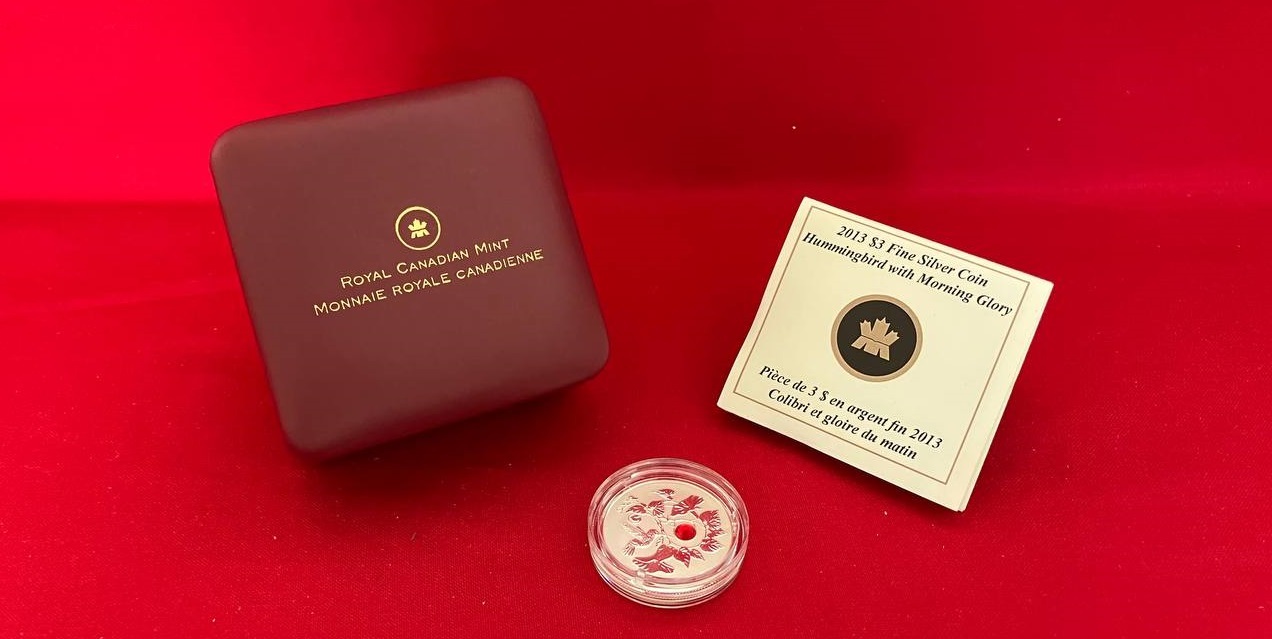 ROYAL CANADIAN MINT
MONNAIE ROYALE CANADIENNE
2013 $3 Fine Silver Coin
Hummingbird with Morning Glory
Pièce de 3 $ en argent fin 2013
Colibri et gloire du matin